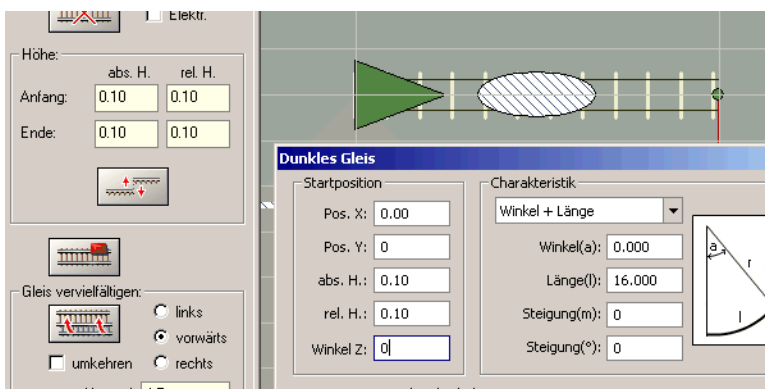 Elektr.
Höhe:
abs. H. rel. H.
Anfang: 0.10 0.10
Ende: 0.10 0.10
Gleis vervielfältigen:
links
vorwärts
umkehren rechts
Dunkles Gleis
Startposition
Pos. X: 0.00
Pos. Y: 0
abs. H.: 0.10
rel. H.: 0.10
Winkel Z: 0
Charakteristik
Winkel + Länge
Winkel(a): 0.000
Länge(l): 16.000
Steigung(m): 0
Steigung(°): 0
a
r
l